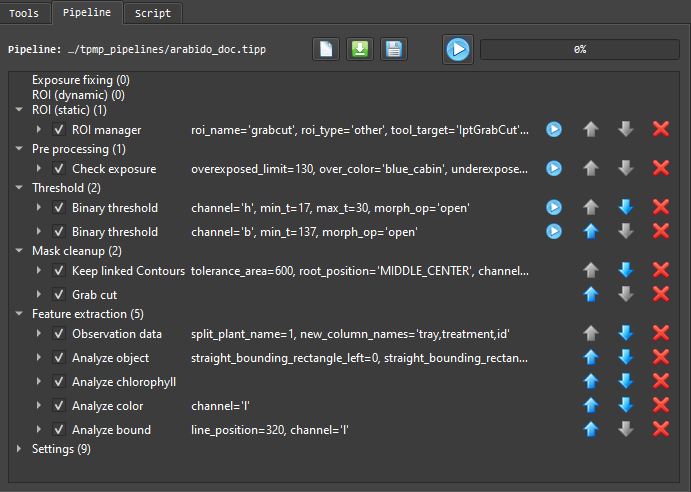 Tools Pipeline Script
Pipeline: …/tpmp_pipelines/arabido_doc.tipp 0%
Exposure fixing (0)
ROI (dynamic) (0)
ROI (static) (1)
ROI manager roi_name='grabcut', roi_type='other', tool_target='IptGrabCut'...
Pre processing (1)
Check exposure overexposed_limit=130, over_color='blue_cabin', underexpose...
Threshold (2)
Binary threshold channel='h', min_t=17, max_t=30, morph_op='open'
Binary threshold channel='b', min_t=137, morph_op='open'
Mask cleanup (2)
Keep linked Contours tolerance_area=600, root_position='MIDDLE_CENTER', channel...
Grab cut
Feature extraction (5)
Observation data split_plant_name=1, new_column_names='tray,treatment,id'
Analyze object straight_bounding_rectangle_left=0, straight_bounding_rectan...
Analyze chlorophyll
Analyze color channel='l'
Analyze bound line_position=320, channel='l'
Settings (9)